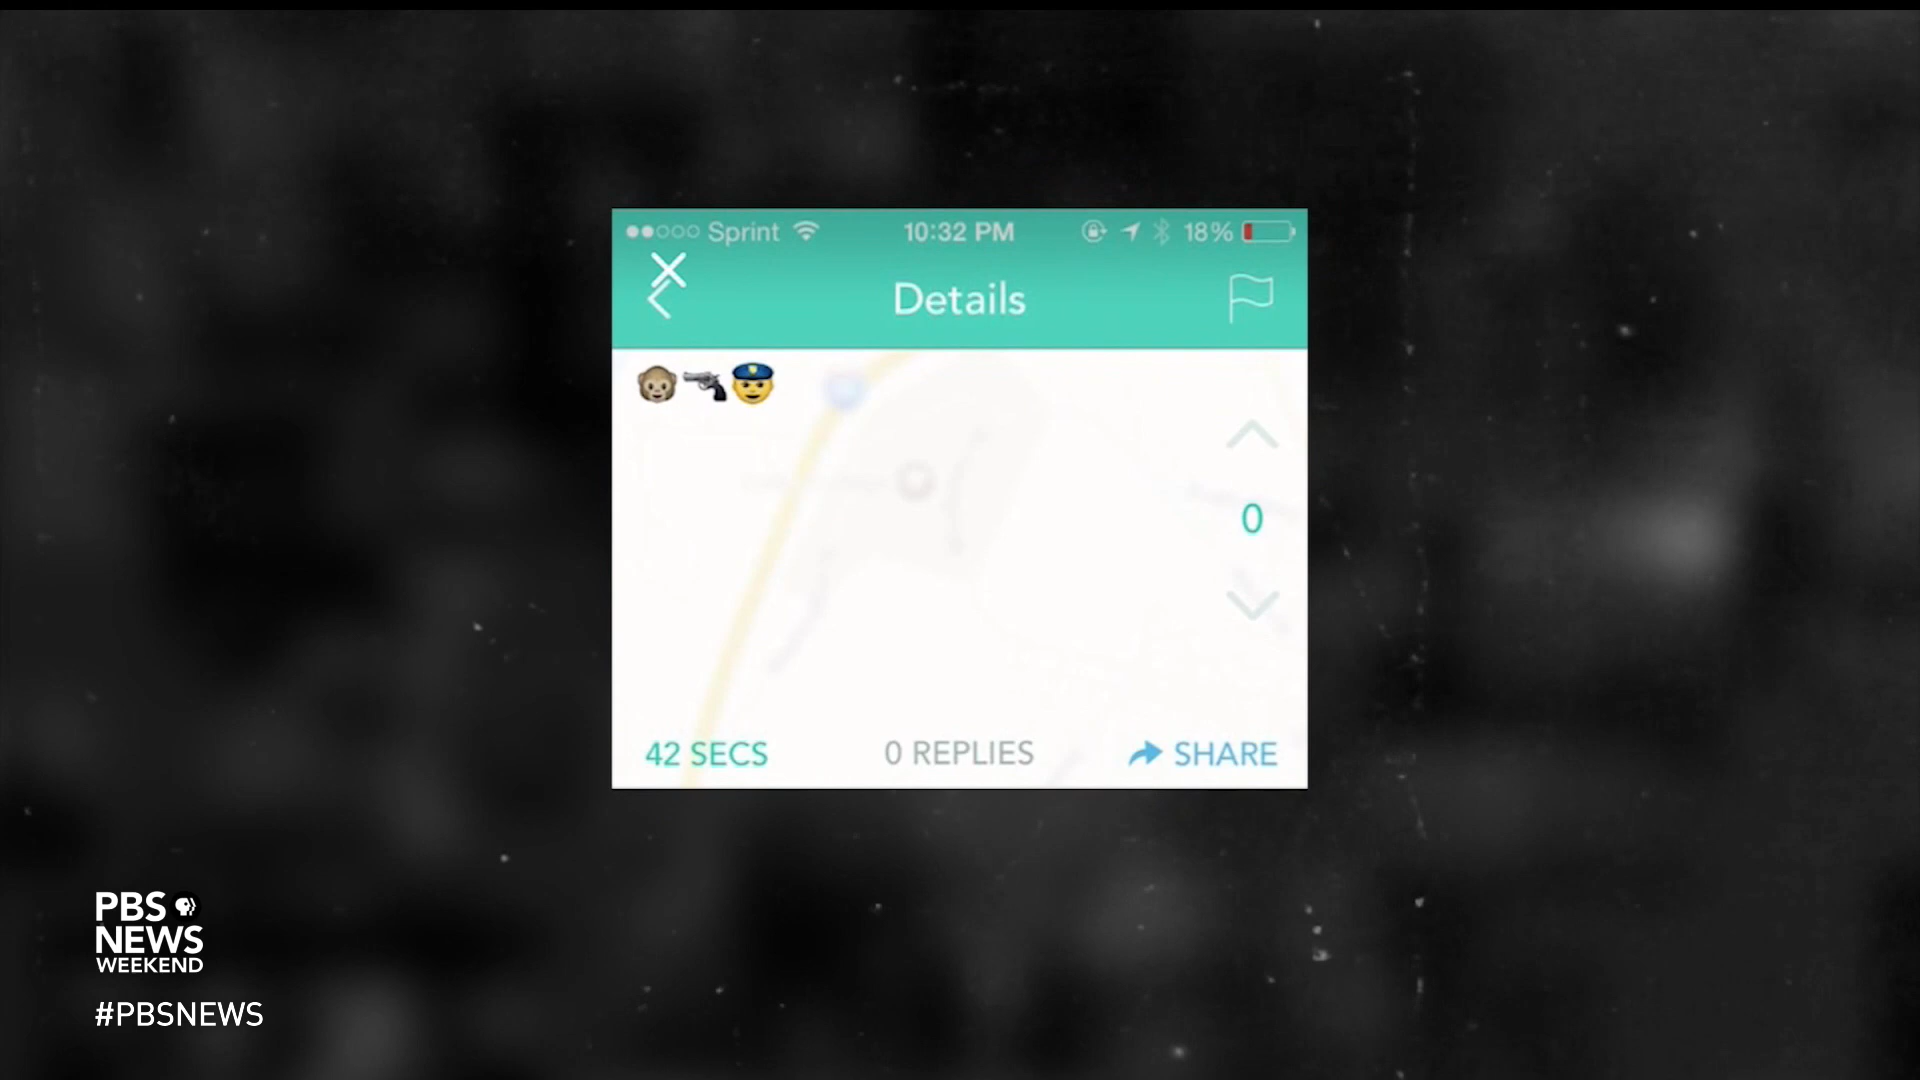 Sprint 10:32 PM 18%
Details
🙊🔫👮
0
42 SECS 0 REPLIES SHARE
PBS
NEWS
WEEKEND
#PBSNEWS